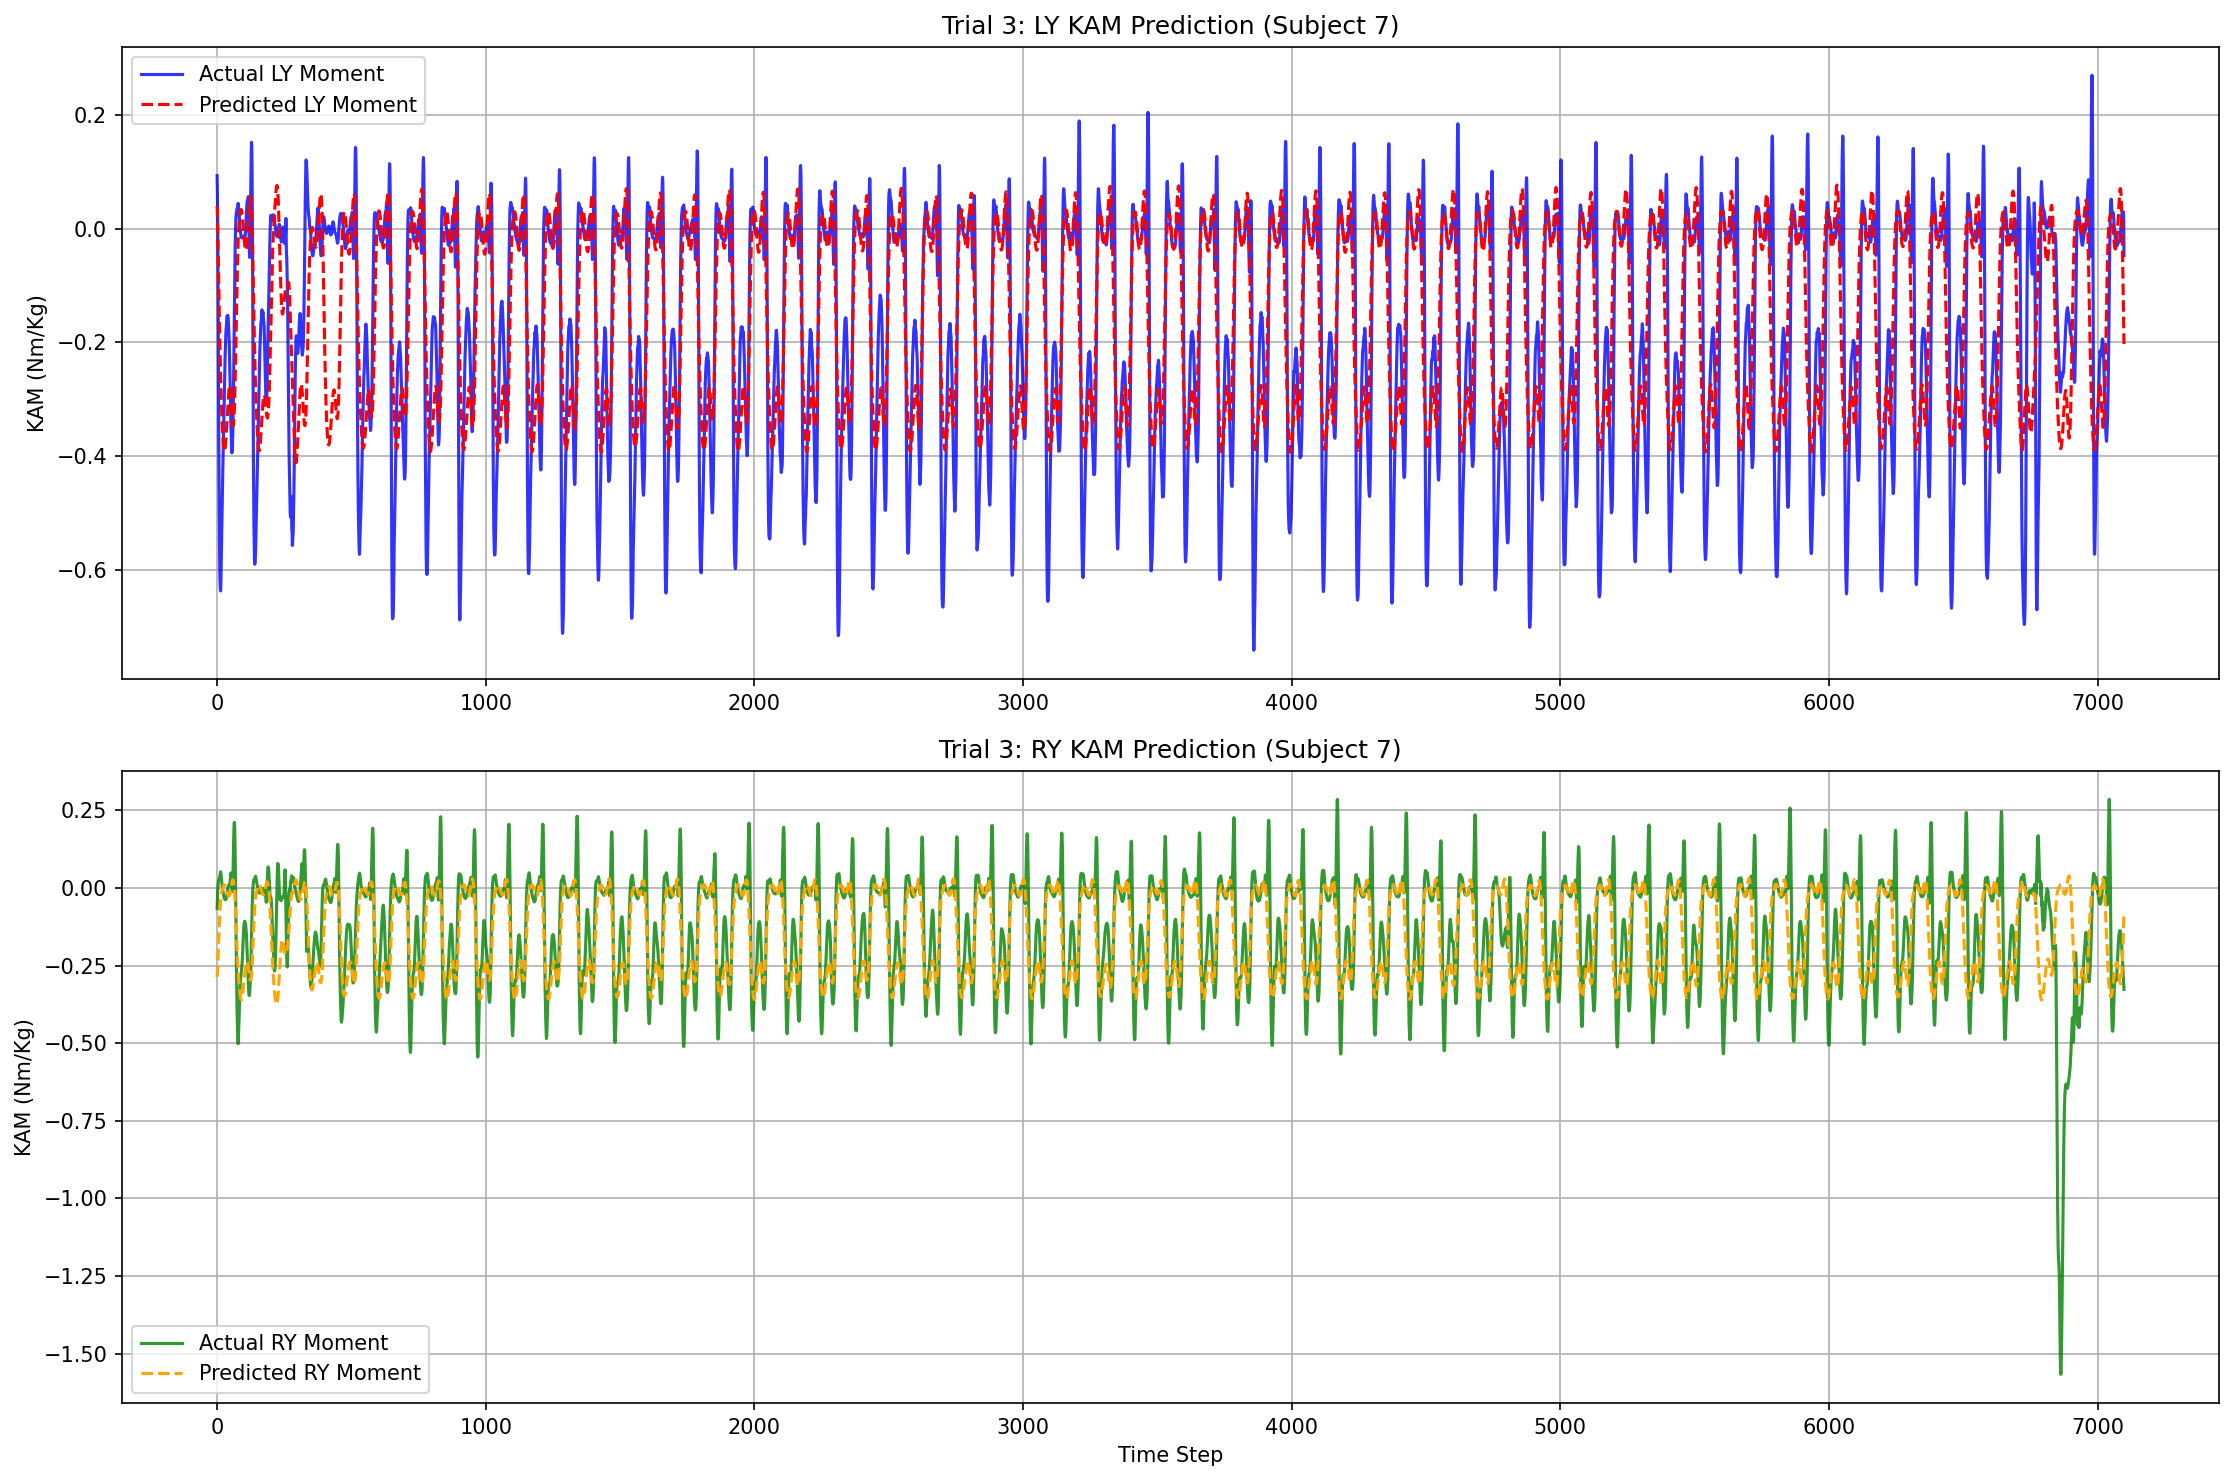 Trial 3: LY KAM Prediction (Subject 7)
Actual LY Moment
Predicted LY Moment
KAM (Nm/Kg)
0.2
0.0
−0.2
−0.4
−0.6
0 1000 2000 3000 4000 5000 6000 7000
Trial 3: RY KAM Prediction (Subject 7)
KAM (Nm/Kg)
0.25
0.00
−0.25
−0.50
−0.75
−1.00
−1.25
−1.50
Actual RY Moment
Predicted RY Moment
0 1000 2000 3000 4000 5000 6000 7000
Time Step